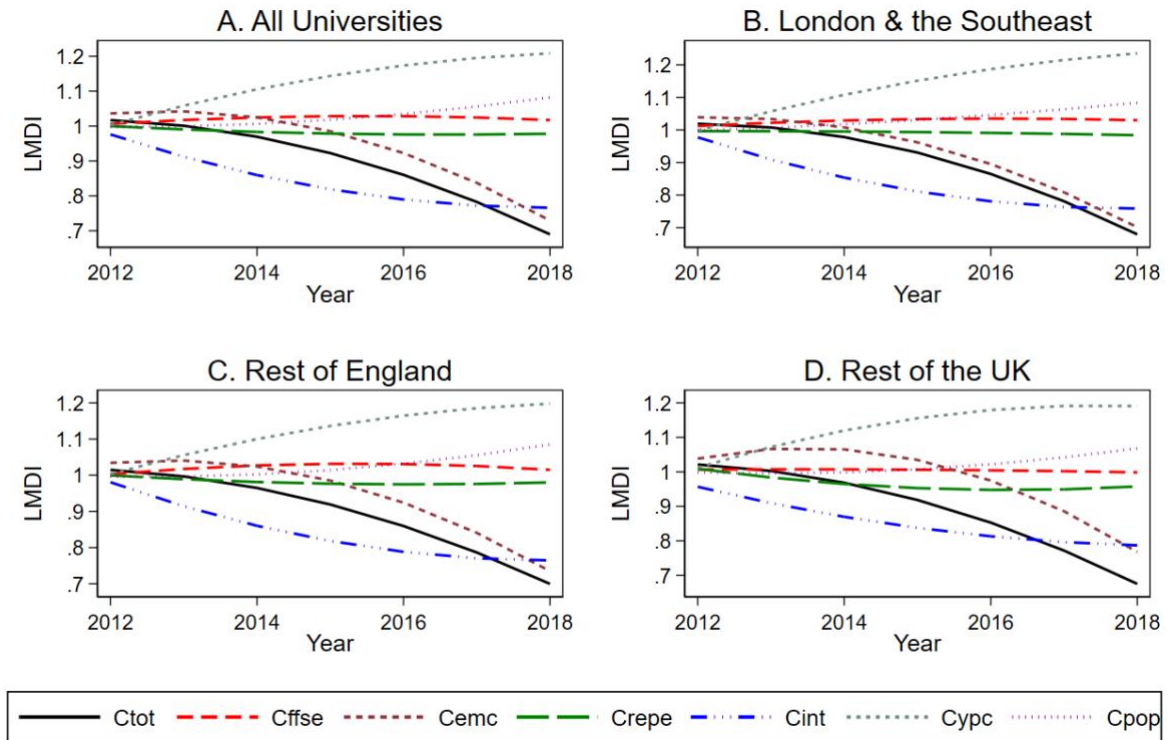 A. All Universities
LMDI
1.2
1.1
1
.9
.8
.7
2012 2014 2016 2018
Year
B. London & the Southeast
LMDI
1.2
1.1
1
.9
.8
.7
2012 2014 2016 2018
Year
C. Rest of England
LMDI
1.2
1.1
1
.9
.8
.7
2012 2014 2016 2018
Year
D. Rest of the UK
LMDI
1.2
1.1
1
.9
.8
.7
2012 2014 2016 2018
Year
Ctot Cffse Cemc Crepe Cint Cypc Cpop